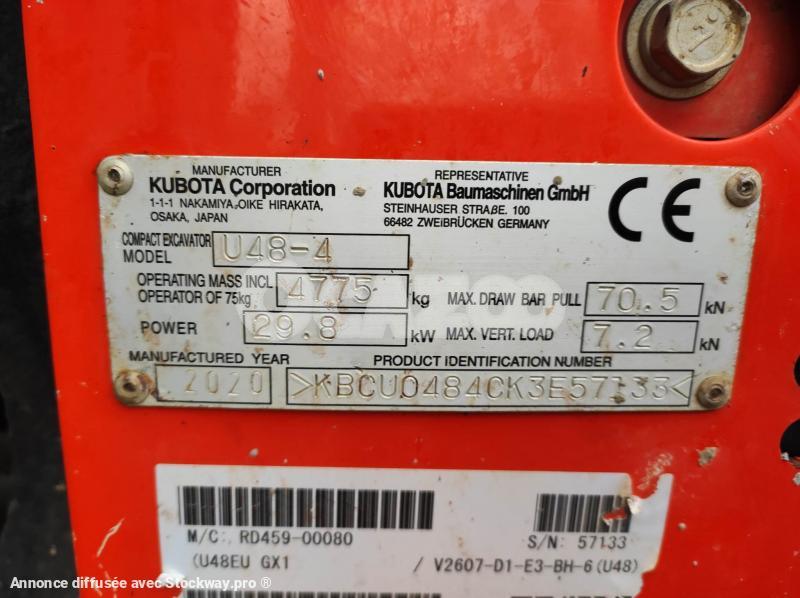 MANUFACTURER
KUBOTA Corporation
1-1-1 NAKAMIYA,OIKE HIRAKATA,
OSAKA, JAPAN
REPRESENTATIVE
KUBOTA Baumaschinen GmbH
STEINHAUSER STRAßE. 100
66482 ZWEIBRÜCKEN GERMANY
CE
COMPACT EXCAVATOR
MODEL U48-4
OPERATING MASS INCL
OPERATOR OF 75kg 4775 kg
MAX. DRAW BAR PULL 70.5 kN
POWER 29.8 kW
MAX. VERT. LOAD 7.2 kN
MANUFACTURED YEAR 2020
PRODUCT IDENTIFICATION NUMBER
>KBCU0484CK3E57133<
M/C: RD459-00080
S/N: 57133
(U48EU GX1 / V2607-D1-E3-BH-6(U48)
Annonce diffusée avec Stockway.pro ®